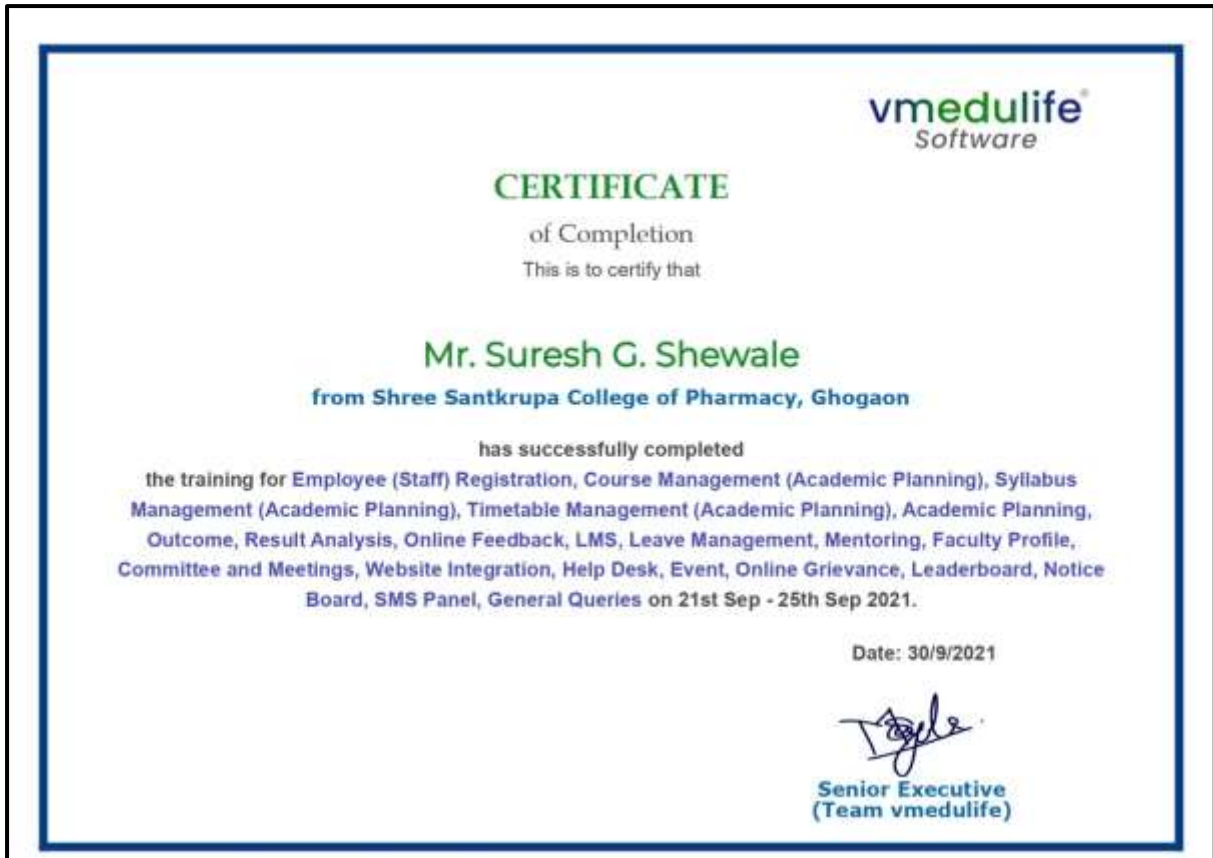 vmedulife®
Software
CERTIFICATE
of Completion
This is to certify that
Mr. Suresh G. Shewale
from Shree Santkrupa College of Pharmacy, Ghogaon
has successfully completed
the training for Employee (Staff) Registration, Course Management (Academic Planning), Syllabus
Management (Academic Planning), Timetable Management (Academic Planning), Academic Planning,
Outcome, Result Analysis, Online Feedback, LMS, Leave Management, Mentoring, Faculty Profile,
Committee and Meetings, Website Integration, Help Desk, Event, Online Grievance, Leaderboard, Notice
Board, SMS Panel, General Queries on 21st Sep - 25th Sep 2021.
Date: 30/9/2021
Senior Executive
(Team vmedulife)